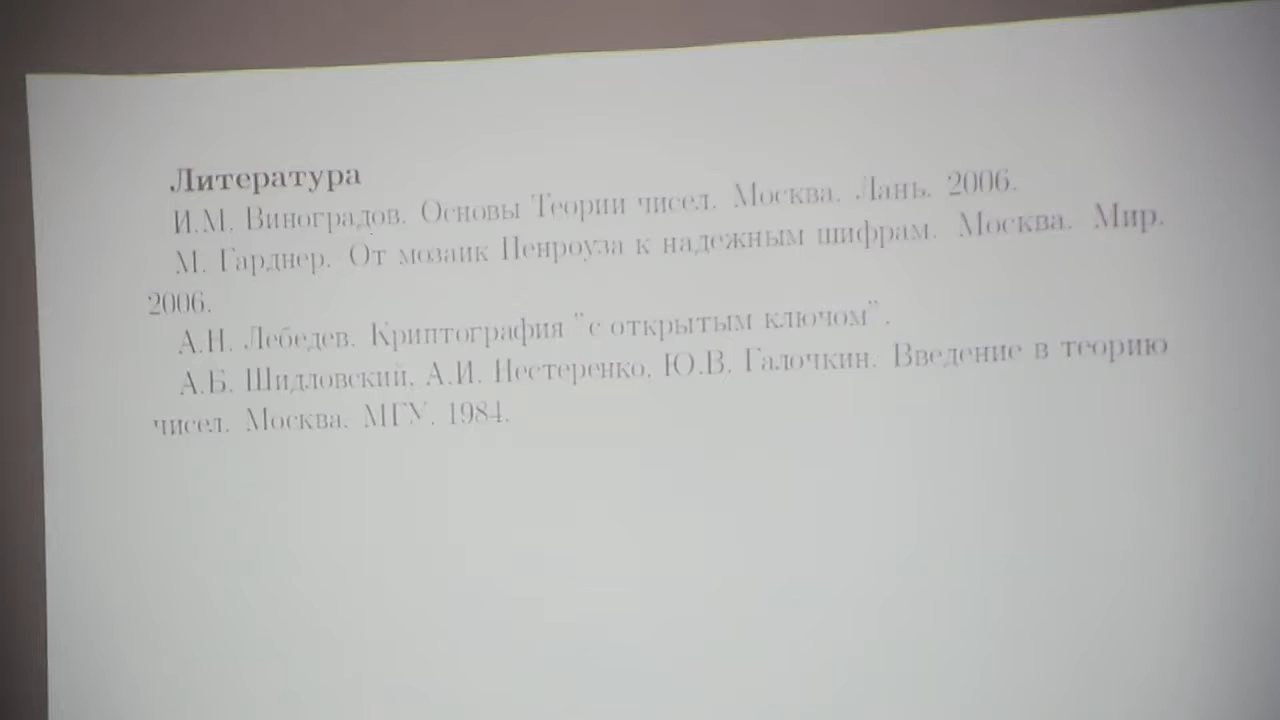 Литература
И.М. Виноградов. Основы Теории чисел. Москва. Лань. 2006.
М. Гарднер. От мозаик Пенроуза к надежным шифрам. Москва. Мир.
2006.
А.Н. Лебедев. Криптография "с открытым ключом".
А.Б. Шидловский, А.И. Нестеренко, Ю.В. Галочкин. Введение в теорию
чисел. Москва. МГУ. 1984.